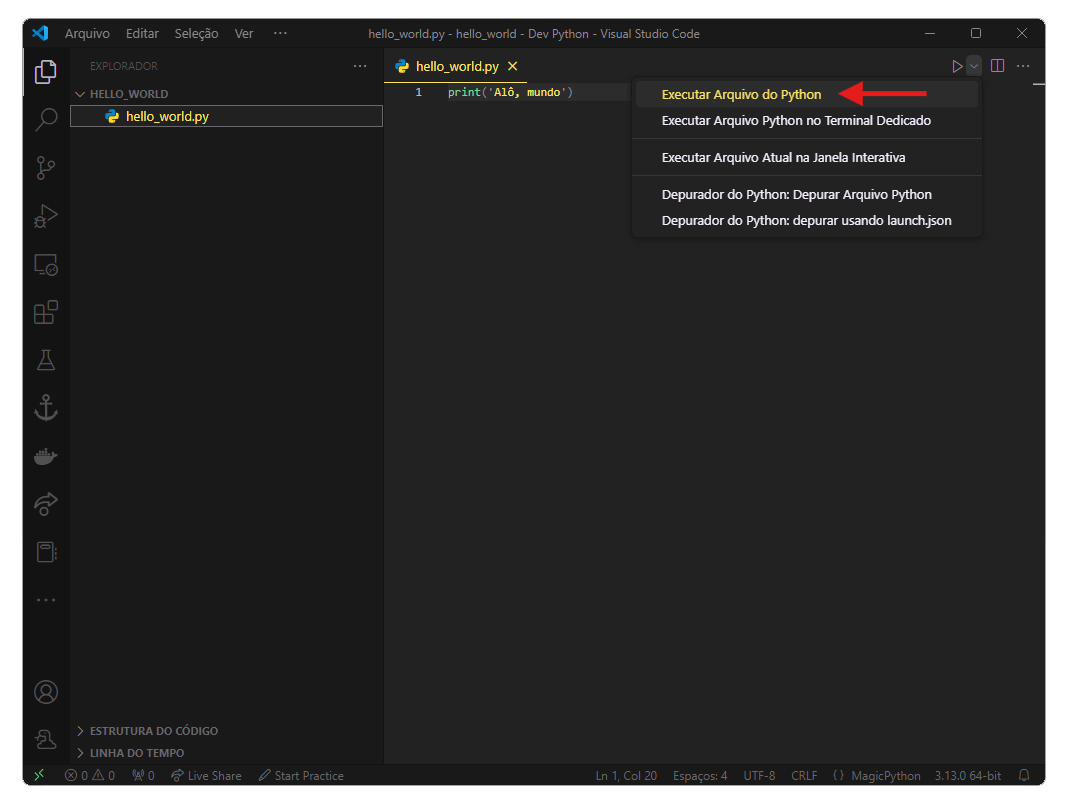 Arquivo Editar Seleção Ver ··· hello_world.py - hello_world - Dev Python - Visual Studio Code
EXPLORADOR ···
HELLO_WORLD
hello_world.py
hello_world.py
1 print('Alô, mundo')
Executar Arquivo do Python
Executar Arquivo Python no Terminal Dedicado
Executar Arquivo Atual na Janela Interativa
Depurador do Python: Depurar Arquivo Python
Depurador do Python: depurar usando launch.json
ESTRUTURA DO CÓDIGO
LINHA DO TEMPO
0 0 0 Live Share Start Practice Ln 1, Col 20 Espaços: 4 UTF-8 CRLF {} MagicPython 3.13.0 64-bit